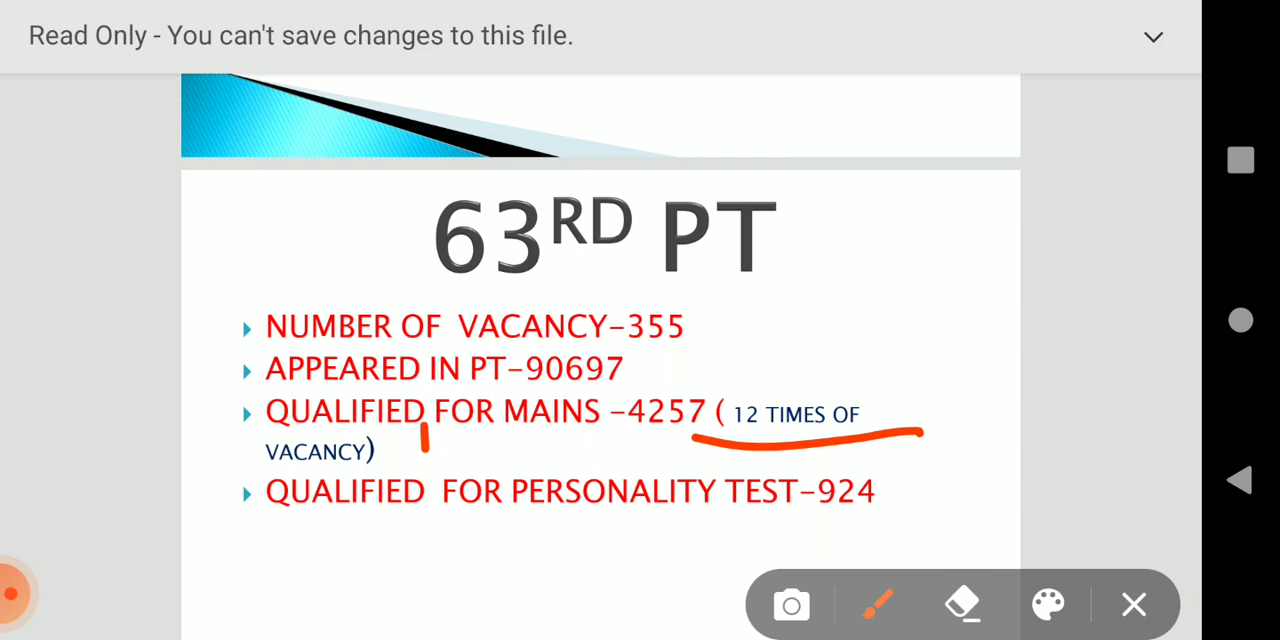 Read Only - You can't save changes to this file.
63RD PT
NUMBER OF VACANCY-355
APPEARED IN PT-90697
QUALIFIED FOR MAINS -4257 ( 12 TIMES OF
VACANCY)
QUALIFIED FOR PERSONALITY TEST-924